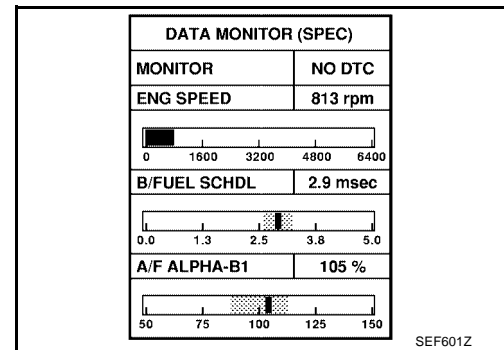 DATA MONITOR (SPEC)
MONITOR NO DTC
ENG SPEED 813 rpm
0 1600 3200 4800 6400
B/FUEL SCHDL 2.9 msec
0.0 1.3 2.5 3.8 5.0
A/F ALPHA-B1 105 %
50 75 100 125 150
SEF601Z